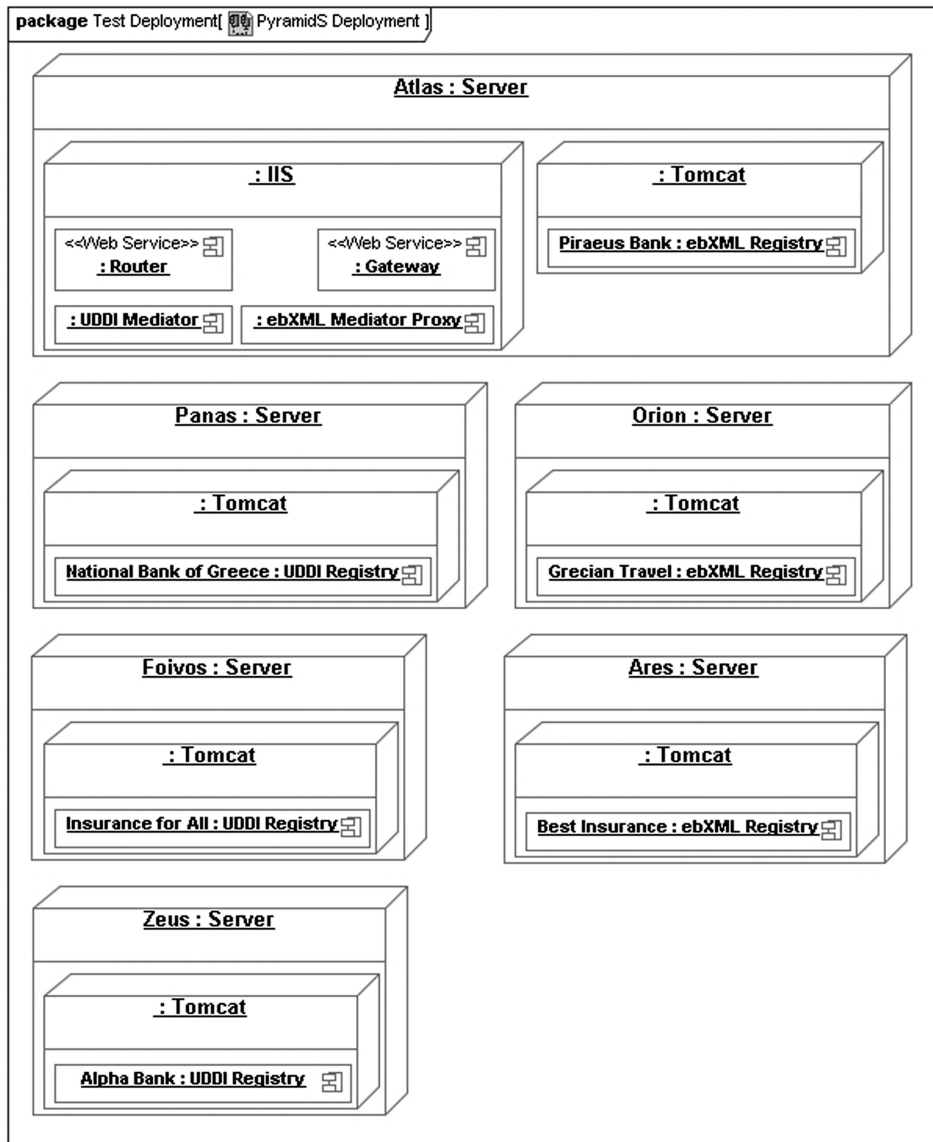 package Test Deployment[ PyramidS Deployment ]
Atlas : Server
: IIS
: Tomcat
<<Web Service>>
: Router
<<Web Service>>
: Gateway
Piraeus Bank : ebXML Registry
: UDDI Mediator
: ebXML Mediator Proxy
Panas : Server
: Tomcat
National Bank of Greece : UDDI Registry
Orion : Server
: Tomcat
Grecian Travel : ebXML Registry
Foivos : Server
: Tomcat
Insurance for All : UDDI Registry
Ares : Server
: Tomcat
Best Insurance : ebXML Registry
Zeus : Server
: Tomcat
Alpha Bank : UDDI Registry